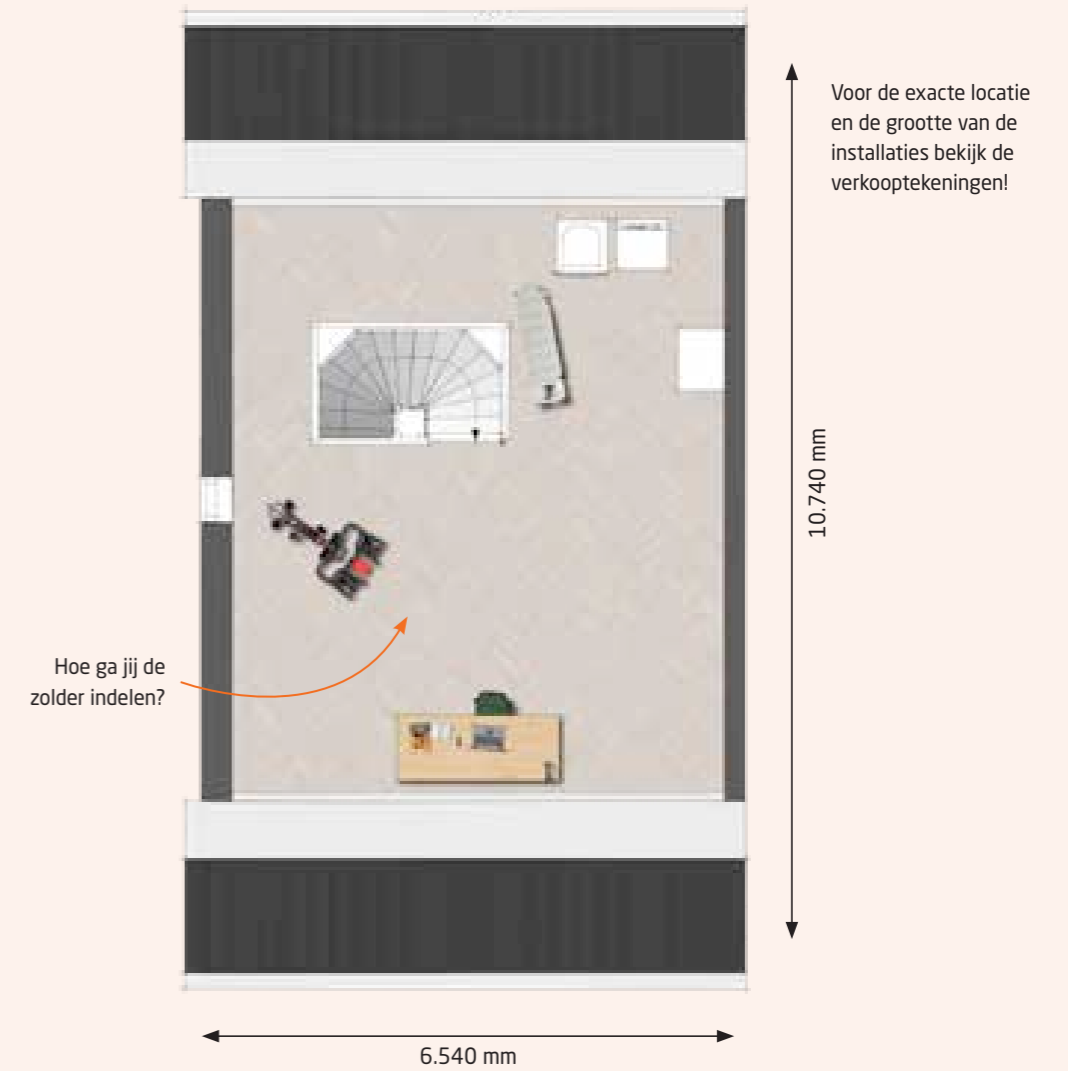 Voor de exacte locatie
en de grootte van de
installaties bekijk de
verkooptekeningen!
10.740 mm
Hoe ga jij de
zolder indelen?
6.540 mm